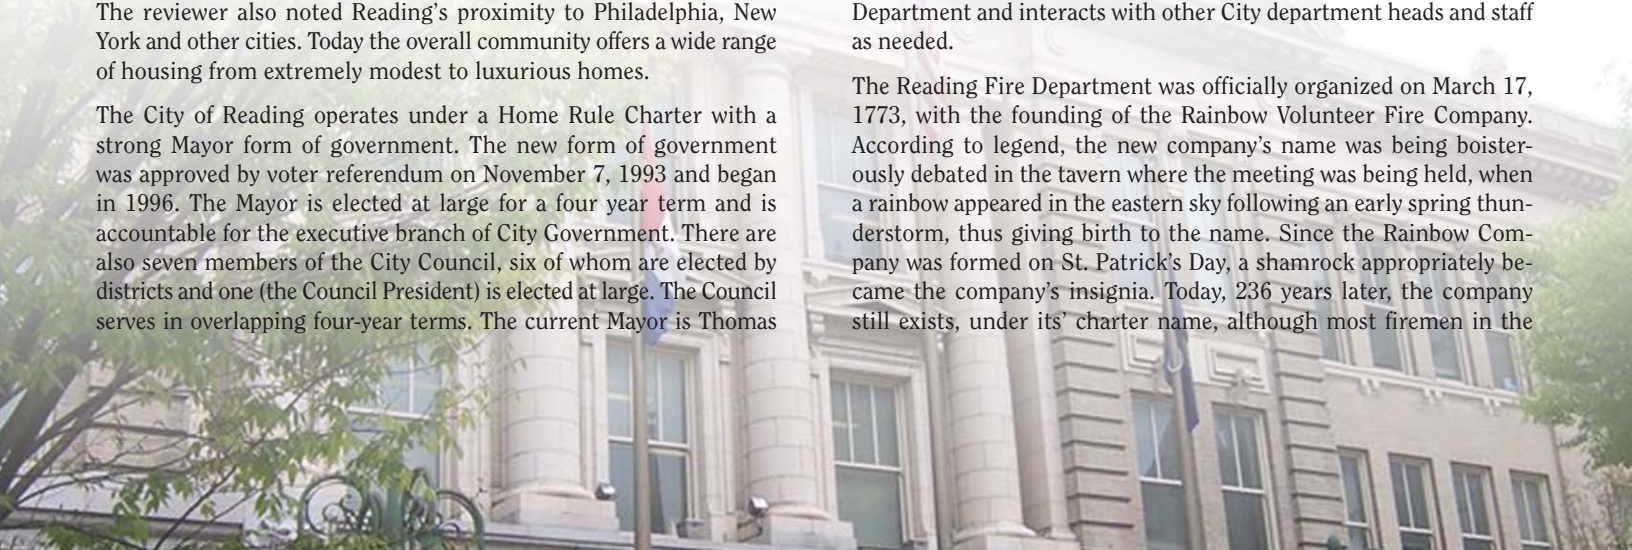 The reviewer also noted Reading's proximity to Philadelphia, New
York and other cities. Today the overall community offers a wide range
of housing from extremely modest to luxurious homes.
The City of Reading operates under a Home Rule Charter with a
strong Mayor form of government. The new form of government
was approved by voter referendum on November 7, 1993 and began
in 1996. The Mayor is elected at large for a four year term and is
accountable for the executive branch of City Government. There are
also seven members of the City Council, six of whom are elected by
districts and one (the Council President) is elected at large. The Council
serves in overlapping four-year terms. The current Mayor is Thomas
Department and interacts with other City department heads and staff
as needed.
The Reading Fire Department was officially organized on March 17,
1773, with the founding of the Rainbow Volunteer Fire Company.
According to legend, the new company's name was being boister-
ously debated in the tavern where the meeting was being held, when
a rainbow appeared in the eastern sky following an early spring thun-
derstorm, thus giving birth to the name. Since the Rainbow Com-
pany was formed on St. Patrick's Day, a shamrock appropriately be-
came the company's insignia. Today, 236 years later, the company
still exists, under its' charter name, although most firemen in the